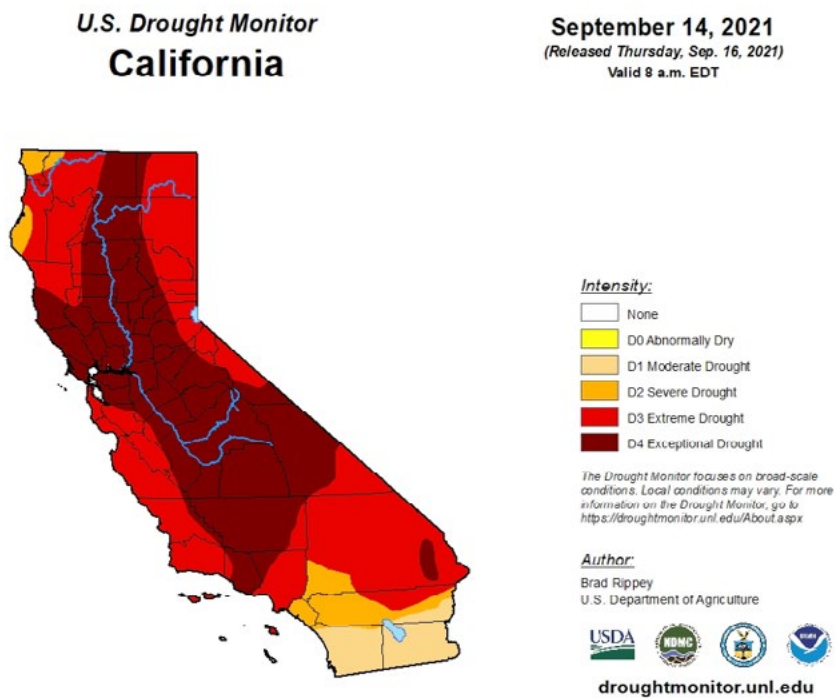 U.S. Drought Monitor
California
September 14, 2021
(Released Thursday, Sep. 16, 2021)
Valid 8 a.m. EDT
Intensity:
None
D0 Abnormally Dry
D1 Moderate Drought
D2 Severe Drought
D3 Extreme Drought
D4 Exceptional Drought
The Drought Monitor focuses on broad-scale
conditions. Local conditions may vary. For more
information on the Drought Monitor, go to
https://droughtmonitor.unl.edu/About.aspx
Author:
Brad Rippey
U.S. Department of Agriculture
USDA
NDMC
droughtmonitor.unl.edu